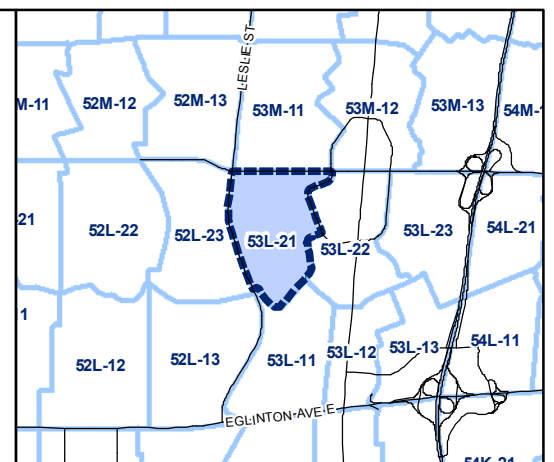 LESLIE ST
M-11
52M-12
52M-13
53M-11
53M-12
53M-13
54M-1
21
52L-22
52L-23
53L-21
53L-22
53L-23
54L-21
1
52L-12
52L-13
53L-11
53L-12
53L-13
54L-11
EGLINTON AVE E
54K-21